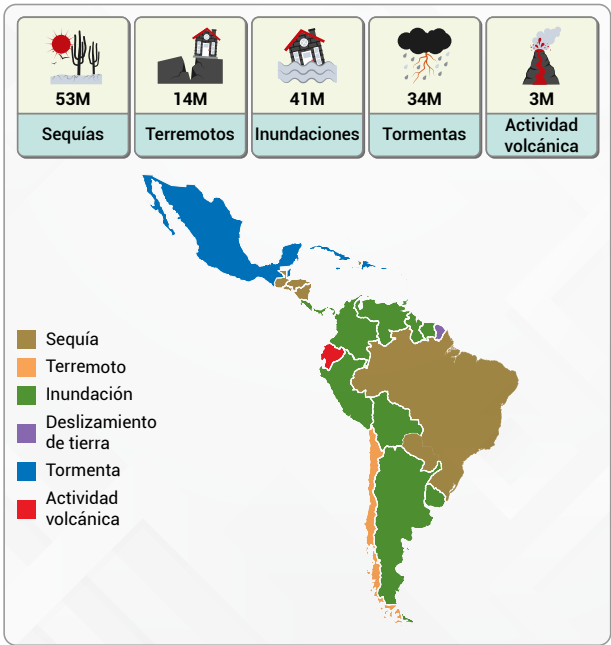 53M
Sequías
14M
Terremotos
41M
Inundaciones
34M
Tormentas
3M
Actividad
volcánica
Sequía
Terremoto
Inundación
Deslizamiento
de tierra
Tormenta
Actividad
volcánica